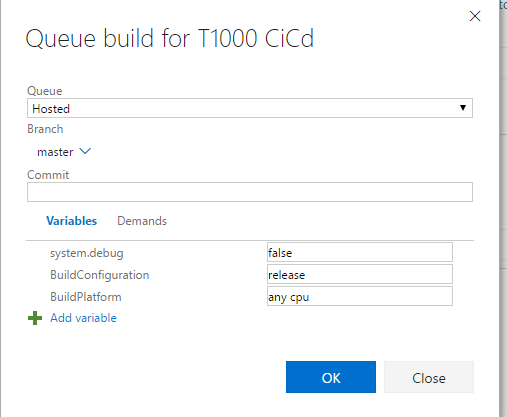 Queue build for T1000 CiCd
Queue
Hosted
Branch
master
Commit
Variables Demands
system.debug false
BuildConfiguration release
BuildPlatform any cpu
Add variable
OK Close